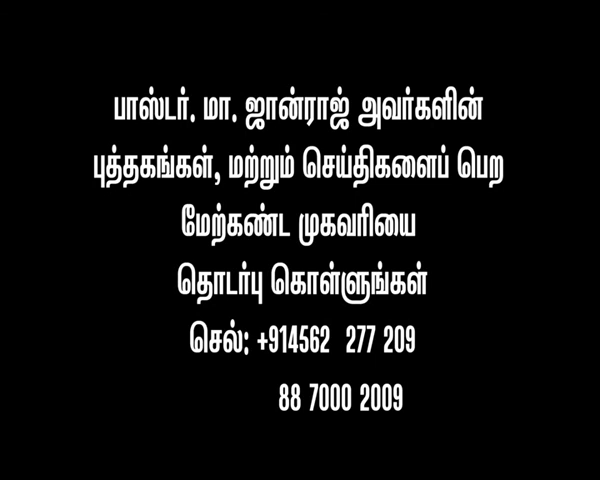 பாஸ்டர். மா. ஜான்ராஜ் அவர்களின்
புத்தகங்கள், மற்றும் செய்திகளைப் பெற
மேற்கண்ட முகவரியை
தொடர்பு கொள்ளுங்கள்
செல்: +914562 277 209
88 7000 2009